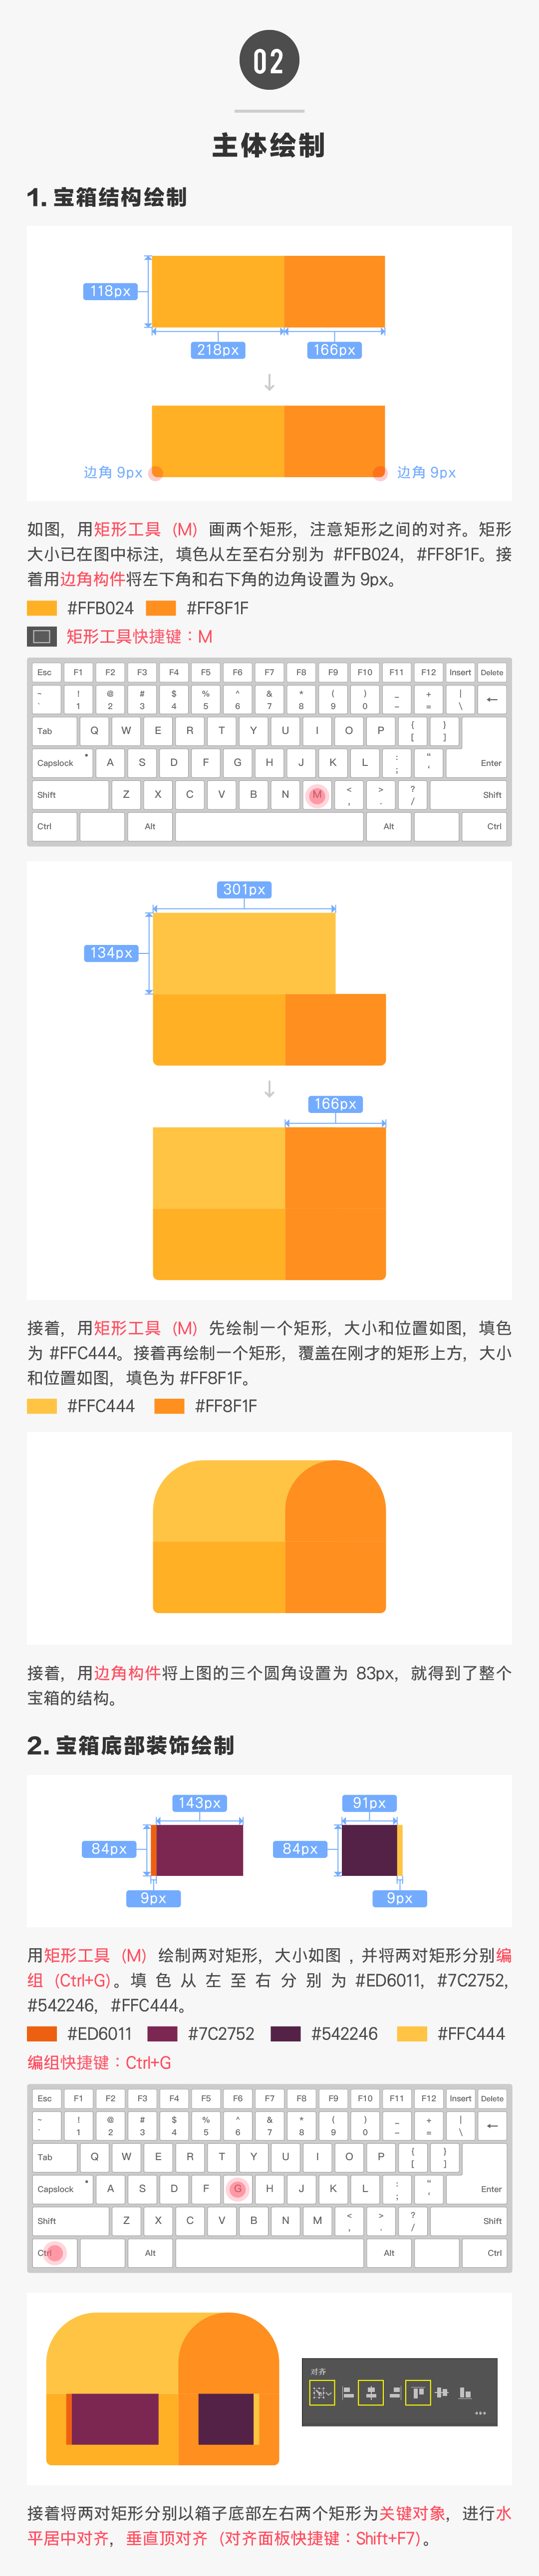 02
主体绘制
1. 宝箱结构绘制
118px
218px
166px
边角 9px
边角 9px
如图，用矩形工具（M）画两个矩形，注意矩形之间的对齐。矩形
大小已在图中标注，填色从左至右分别为 #FFB024，#FF8F1F。接
着用边角构件将左下角和右下角的边角设置为 9px。
#FFB024
#FF8F1F
矩形工具快捷键：M
Esc F1 F2 F3 F4 F5 F6 F7 F8 F9 F10 F11 F12 Insert Delete
~ ! @ # $ % ^ & * ( ) _ + | ←
` 1 2 3 4 5 6 7 8 9 0 – = \
Tab Q W E R T Y U I O P { }
[ ]
Capslock A S D F G H J K L : “ Enter
; ‘
Shift Z X C V B N M < > ? Shift
, . /
Ctrl Alt Alt Ctrl
301px
134px
166px
接着，用矩形工具（M）先绘制一个矩形，大小和位置如图，填色
为 #FFC444。接着再绘制一个矩形，覆盖在刚才的矩形上方，大小
和位置如图，填色为 #FF8F1F。
#FFC444
#FF8F1F
接着，用边角构件将上图的三个圆角设置为 83px，就得到了整个
宝箱的结构。
2. 宝箱底部装饰绘制
143px
91px
84px
84px
9px
9px
用矩形工具（M）绘制两对矩形，大小如图，并将两对矩形分别编
组（Ctrl+G）。填色从左至右分别为 #ED6011，#7C2752，
#542246，#FFC444。
#ED6011
#7C2752
#542246
#FFC444
编组快捷键：Ctrl+G
Esc F1 F2 F3 F4 F5 F6 F7 F8 F9 F10 F11 F12 Insert Delete
~ ! @ # $ % ^ & * ( ) _ + | ←
` 1 2 3 4 5 6 7 8 9 0 – = \
Tab Q W E R T Y U I O P { }
[ ]
Capslock A S D F G H J K L : “ Enter
; ‘
Shift Z X C V B N M < > ? Shift
, . /
Ctrl Alt Alt Ctrl
对齐
接着将两对矩形分别以箱子底部左右两个矩形为关键对象，进行水
平居中对齐，垂直顶对齐（对齐面板快捷键：Shift+F7）。